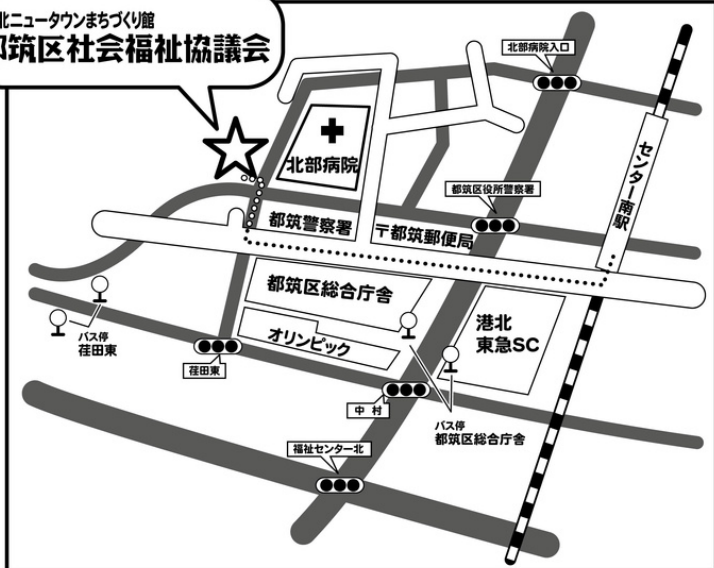 北ニュータウンまちづくり館
都筑区社会福祉協議会
北部病院入口
北部病院
センター南駅
都筑区役所警察署
都筑警察署
〒都筑郵便局
都筑区総合庁舎
港北
東急SC
オリンピック
バス停
荏田東
荏田東
中村
バス停
都筑区総合庁舎
福祉センター北